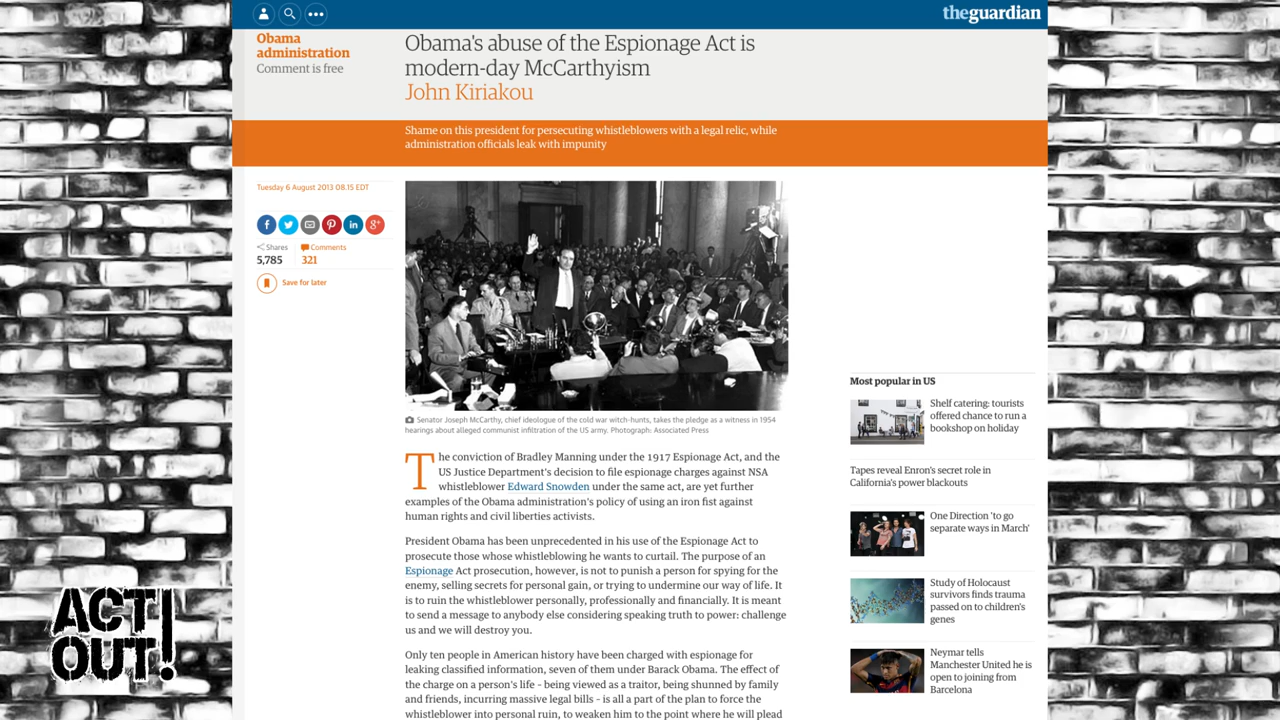 theguardian
Obama
administration
Comment is free
Obama's abuse of the Espionage Act is
modern-day McCarthyism
John Kiriakou
Shame on this president for persecuting whistleblowers with a legal relic, while
administration officials leak with impunity
Tuesday 6 August 2013 08.15 EDT
Shares
5,785
Comments
321
Save for later
Senator Joseph McCarthy, chief ideologue of the cold war witch-hunts, takes the pledge as a witness in 1954
hearings about alleged communist infiltration of the US army. Photograph: Associated Press
The conviction of Bradley Manning under the 1917 Espionage Act, and the
US Justice Department's decision to file espionage charges against NSA
whistleblower Edward Snowden under the same act, are yet further
examples of the Obama administration's policy of using an iron fist against
human rights and civil liberties activists.
President Obama has been unprecedented in his use of the Espionage Act to
prosecute those whose whistleblowing he wants to curtail. The purpose of an
Espionage Act prosecution, however, is not to punish a person for spying for the
enemy, selling secrets for personal gain, or trying to undermine our way of life. It
is to ruin the whistleblower personally, professionally and financially. It is meant
to send a message to anybody else considering speaking truth to power: challenge
us and we will destroy you.
Only ten people in American history have been charged with espionage for
leaking classified information, seven of them under Barack Obama. The effect of
the charge on a person's life – being viewed as a traitor, being shunned by family
and friends, incurring massive legal bills – is all a part of the plan to force the
whistleblower into personal ruin, to weaken him to the point where he will plead
Most popular in US
Shelf catering: tourists
offered chance to run a
bookshop on holiday
Tapes reveal Enron's secret role in
California's power blackouts
One Direction 'to go
separate ways in March'
Study of Holocaust
survivors finds trauma
passed on to children's
genes
Neymar tells
Manchester United he is
open to joining from
Barcelona
ACT
OUT!